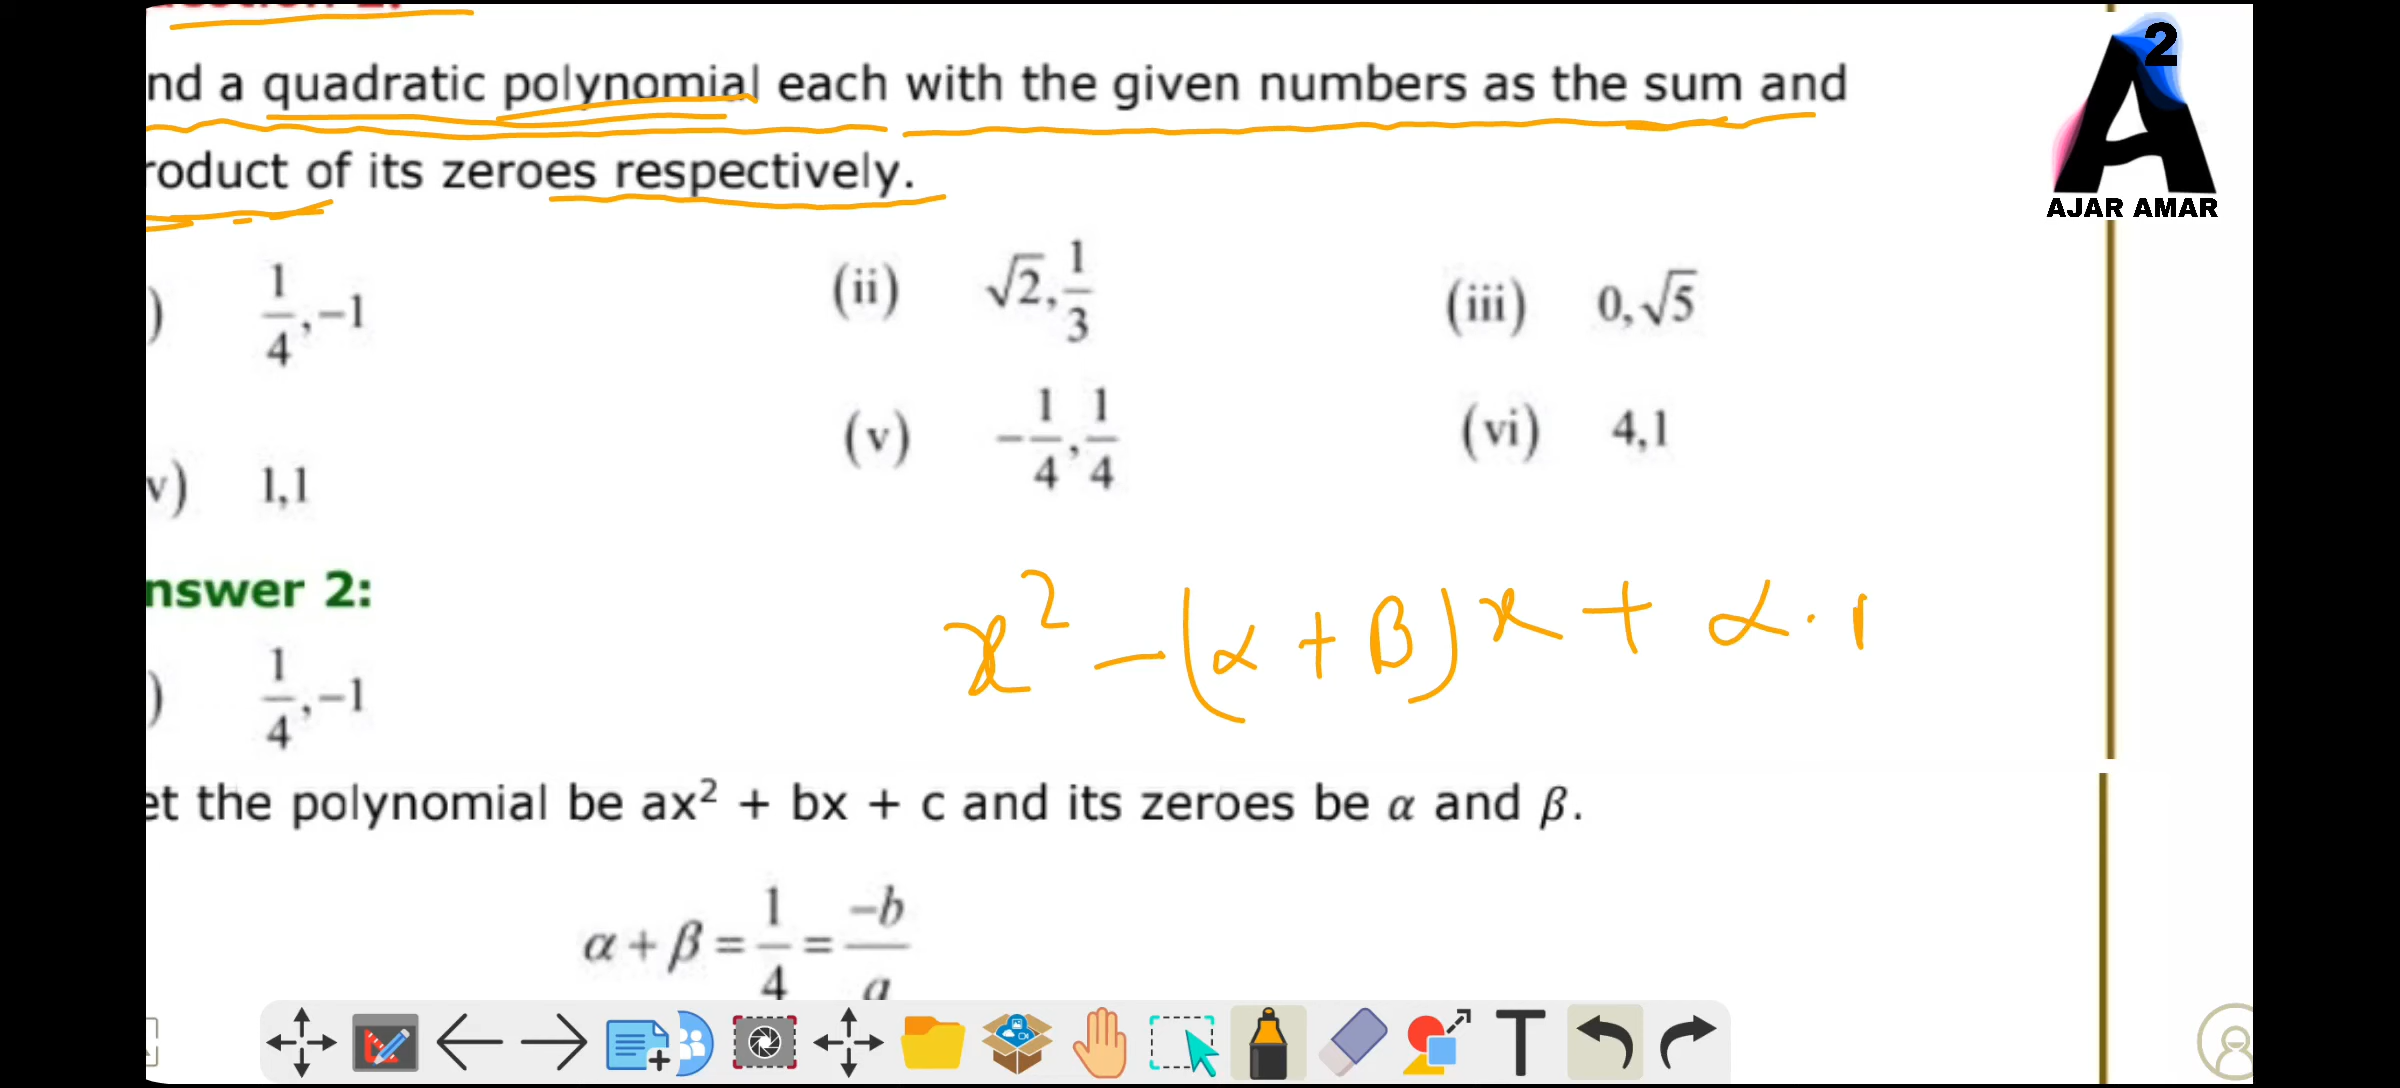 nd a quadratic polynomial each with the given numbers as the sum and
roduct of its zeroes respectively.
) 1/4, −1 (ii) √2, 1/3 (iii) 0, √5
v) 1,1 (v) −1/4, 1/4 (vi) 4,1
nswer 2:
x² − (α + β) x + α ·
) 1/4, −1
et the polynomial be ax² + bx + c and its zeroes be α and β.
α + β = 1/4 = −b/a
A 2
AJAR AMAR
T